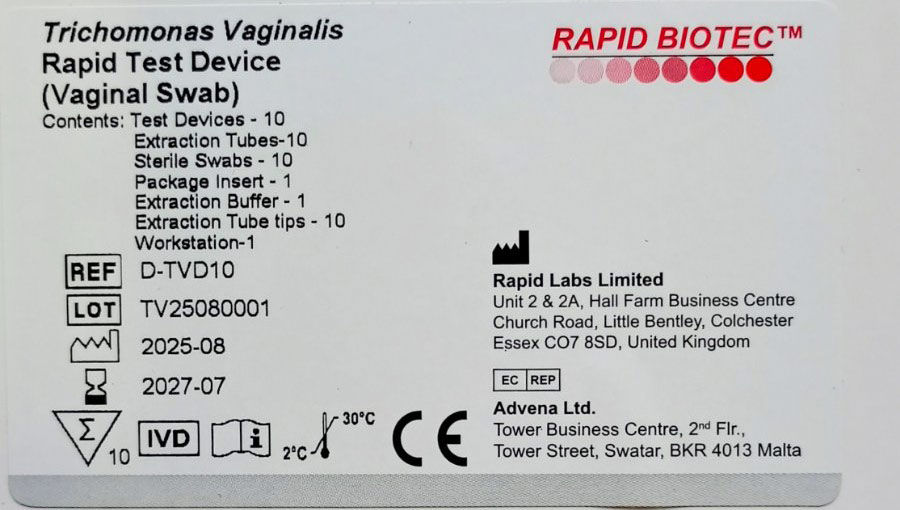 Trichomonas Vaginalis
Rapid Test Device
(Vaginal Swab)
Contents: Test Devices - 10
Extraction Tubes-10
Sterile Swabs - 10
Package Insert - 1
Extraction Buffer - 1
Extraction Tube tips - 10
Workstation-1
REF D-TVD10
LOT TV25080001
2025-08
2027-07
Σ 10 IVD i 2°C 30°C CE
RAPID BIOTEC™
Rapid Labs Limited
Unit 2 & 2A, Hall Farm Business Centre
Church Road, Little Bentley, Colchester
Essex CO7 8SD, United Kingdom
EC REP
Advena Ltd.
Tower Business Centre, 2nd Flr.,
Tower Street, Swatar, BKR 4013 Malta